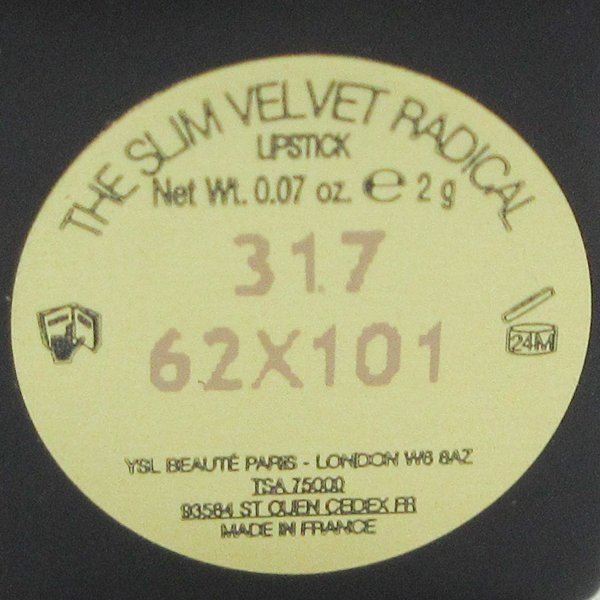 THE SLIM VELVET RADICAL
LIPSTICK
Net Wt. 0.07 oz. ℮ 2 g
317
62X101
24M
YSL BEAUTÉ PARIS - LONDON W6 8AZ
TSA 75000
93584 ST OUEN CEDEX FR
MADE IN FRANCE